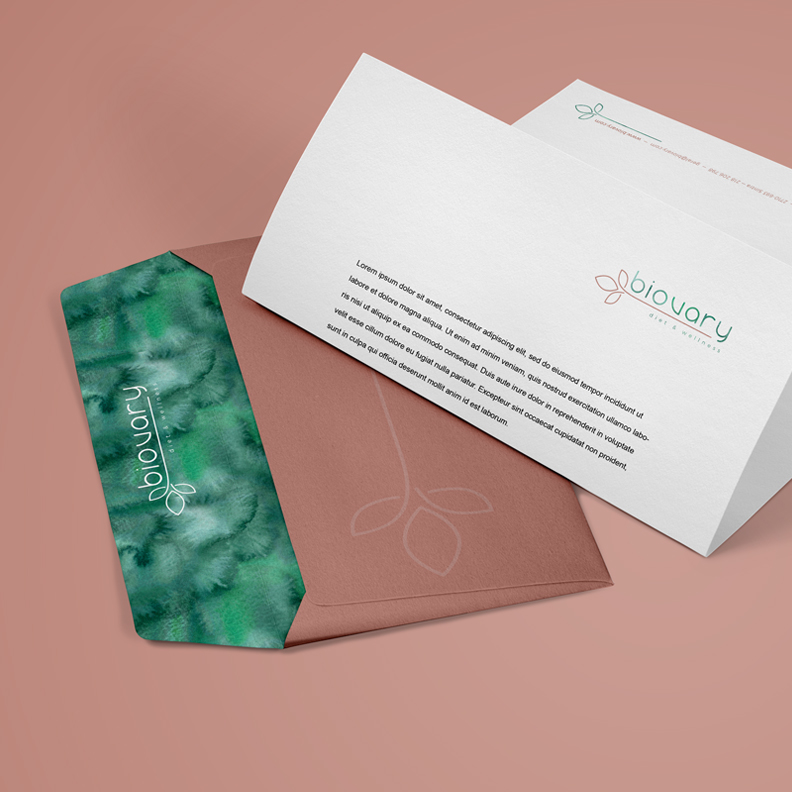 www.biovary.com
biovary
diet & wellness
Lorem ipsum dolor sit amet, consectetur adipiscing elit, sed do eiusmod tempor incididunt ut
labore et dolore magna aliqua. Ut enim ad minim veniam, quis nostrud exercitation ullamco labo-
ris nisi ut aliquip ex ea commodo consequat. Duis aute irure dolor in reprehenderit in voluptate
velit esse cillum dolore eu fugiat nulla pariatur. Excepteur sint occaecat cupidatat non proident,
sunt in culpa qui officia deserunt mollit anim id est laborum.
biovary
diet & wellness